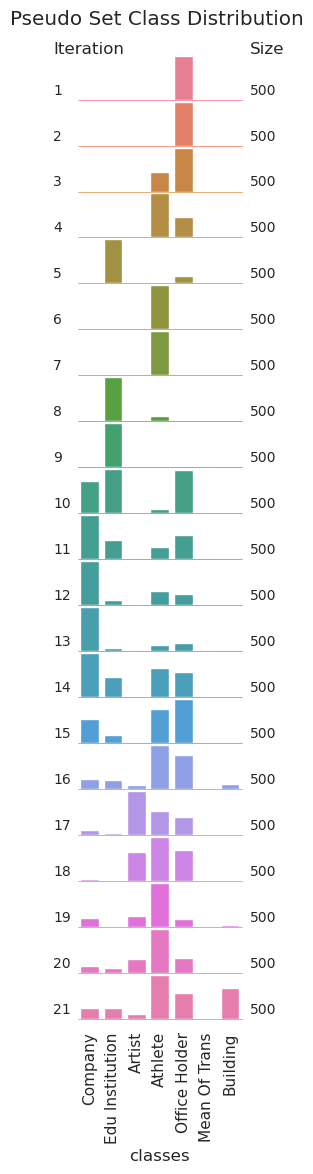 Pseudo Set Class Distribution
Iteration Size
1 500
2 500
3 500
4 500
5 500
6 500
7 500
8 500
9 500
10 500
11 500
12 500
13 500
14 500
15 500
16 500
17 500
18 500
19 500
20 500
21 500
Company
Edu Institution
Artist
Athlete
Office Holder
Mean Of Trans
Building
classes